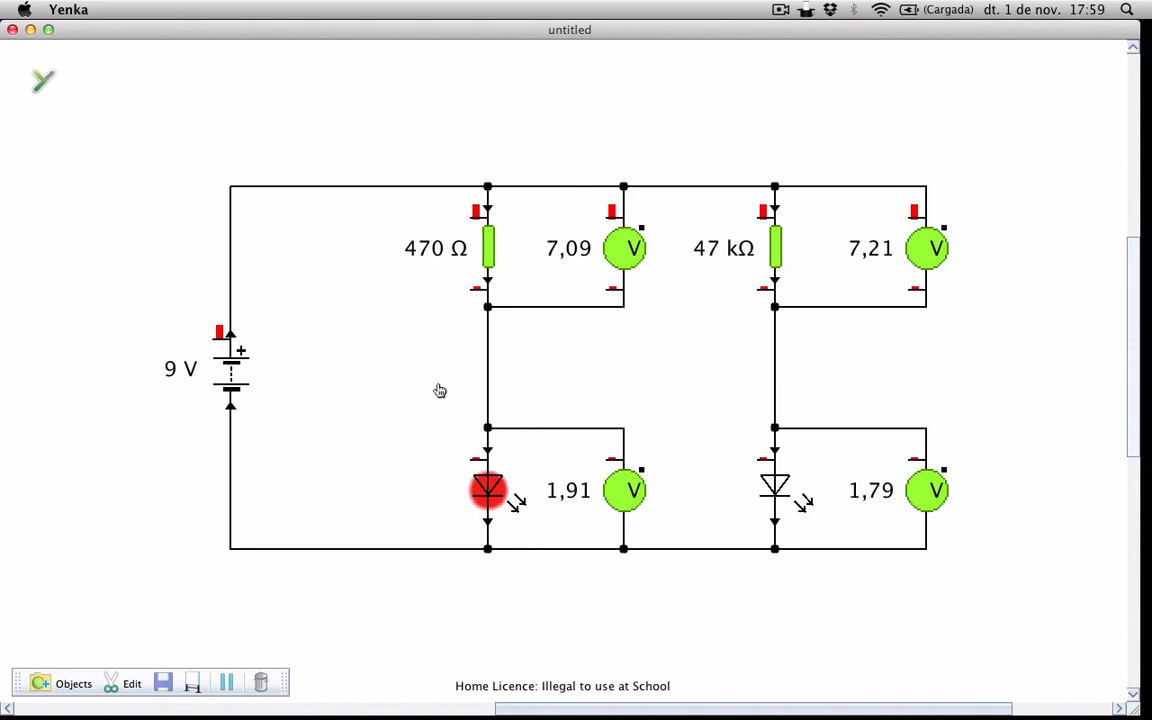 Yenka
(Cargada)
dt. 1 de nov. 17:59
untitled
470 Ω
7,09
V
47 kΩ
7,21
V
9 V
+
1,91
V
1,79
V
Objects
Edit
Home Licence: Illegal to use at School